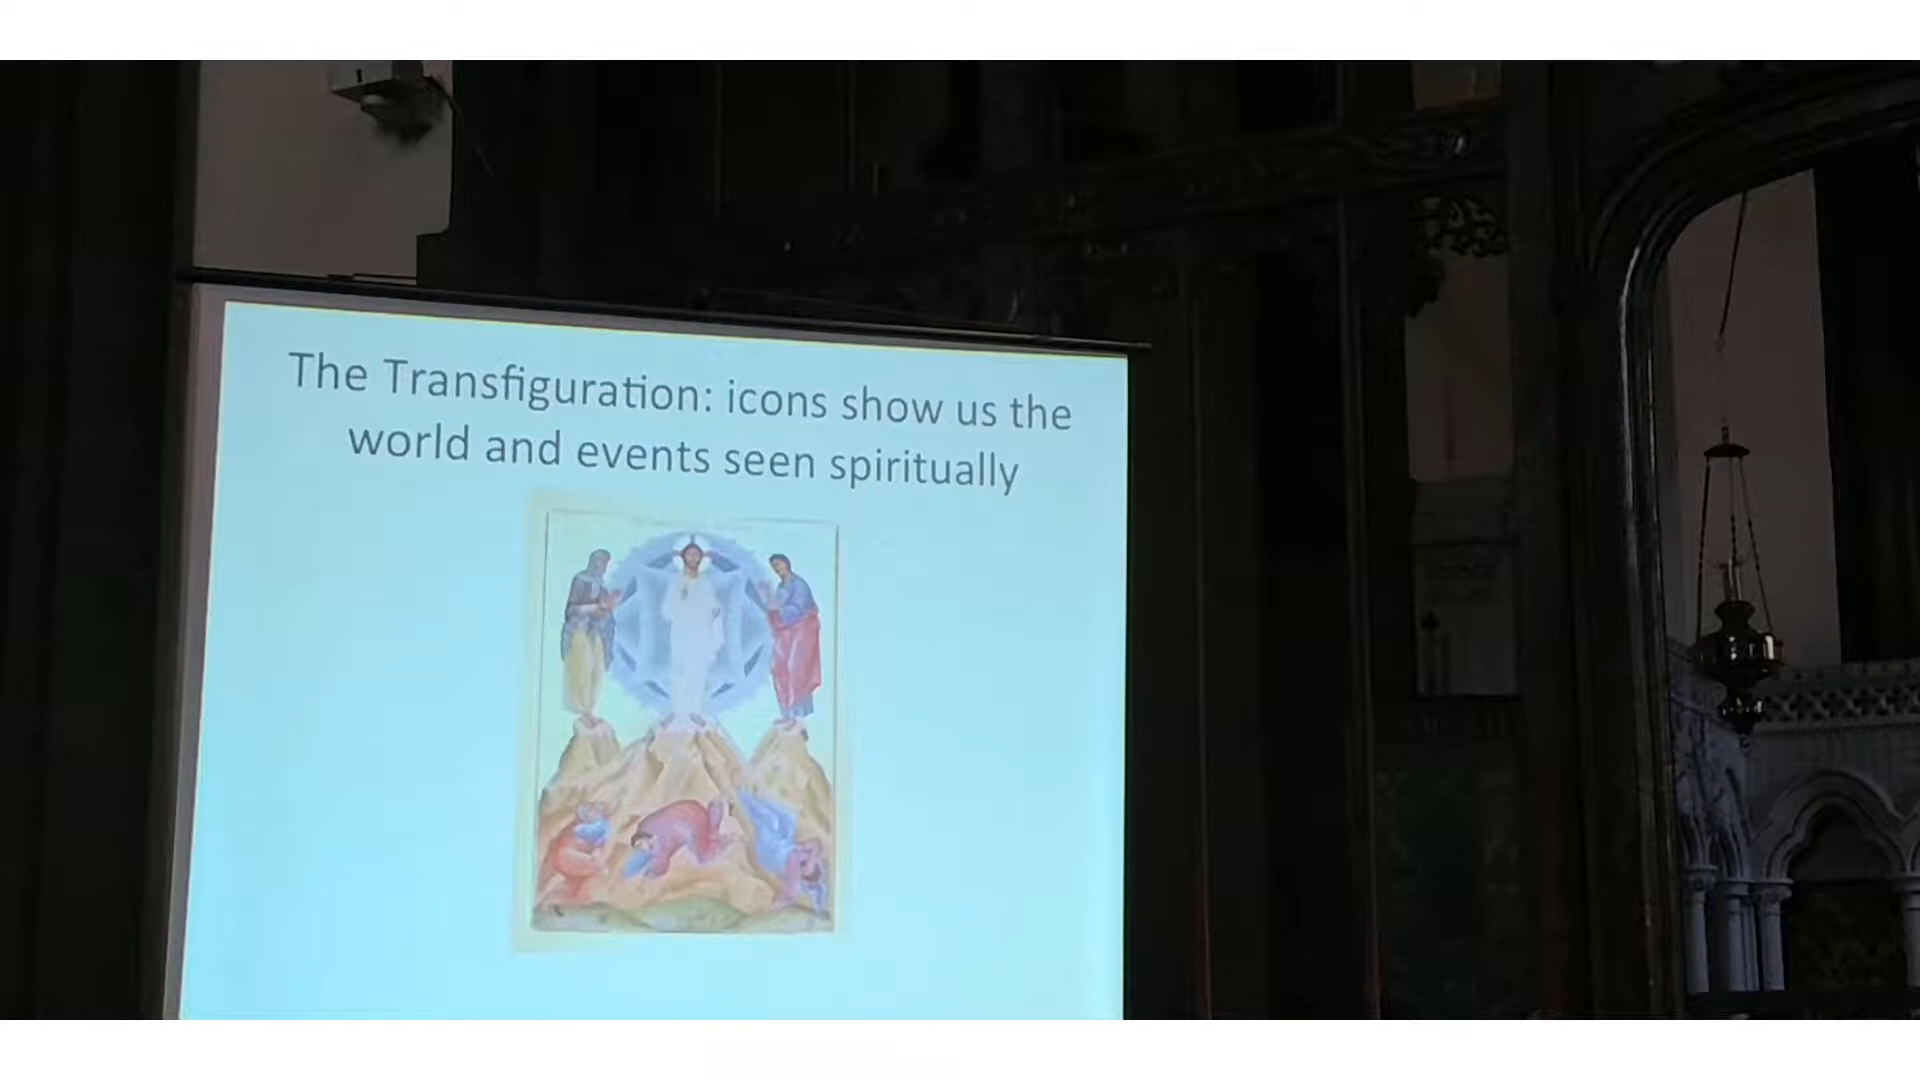 The Transfiguration: icons show us the
world and events seen spiritually